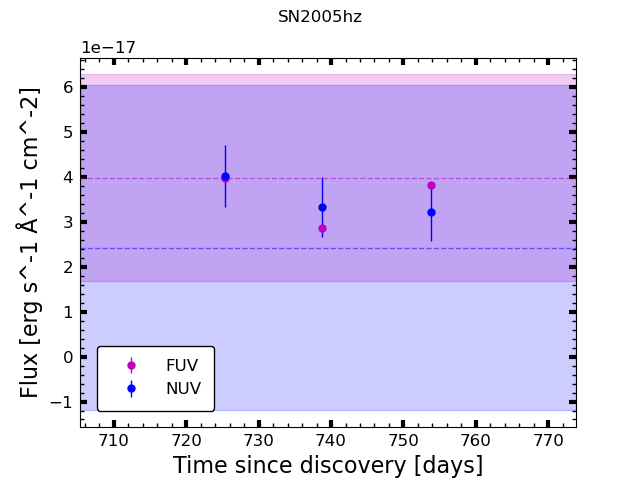 SN2005hz
1e−17
6
5
4
3
2
1
0
−1
Flux [erg s^-1 Å^-1 cm^-2]
FUV
NUV
710 720 730 740 750 760 770
Time since discovery [days]